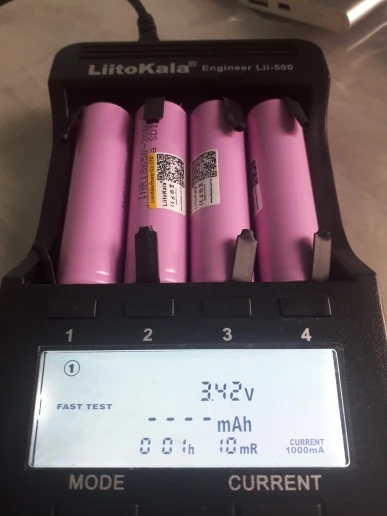 LiitoKala® Engineer Lii-500
LiitoKala
1 2 3 4
①
3.42v
FAST TEST
----mAh
001h 10mR
CURRENT
1000mA
MODE CURRENT